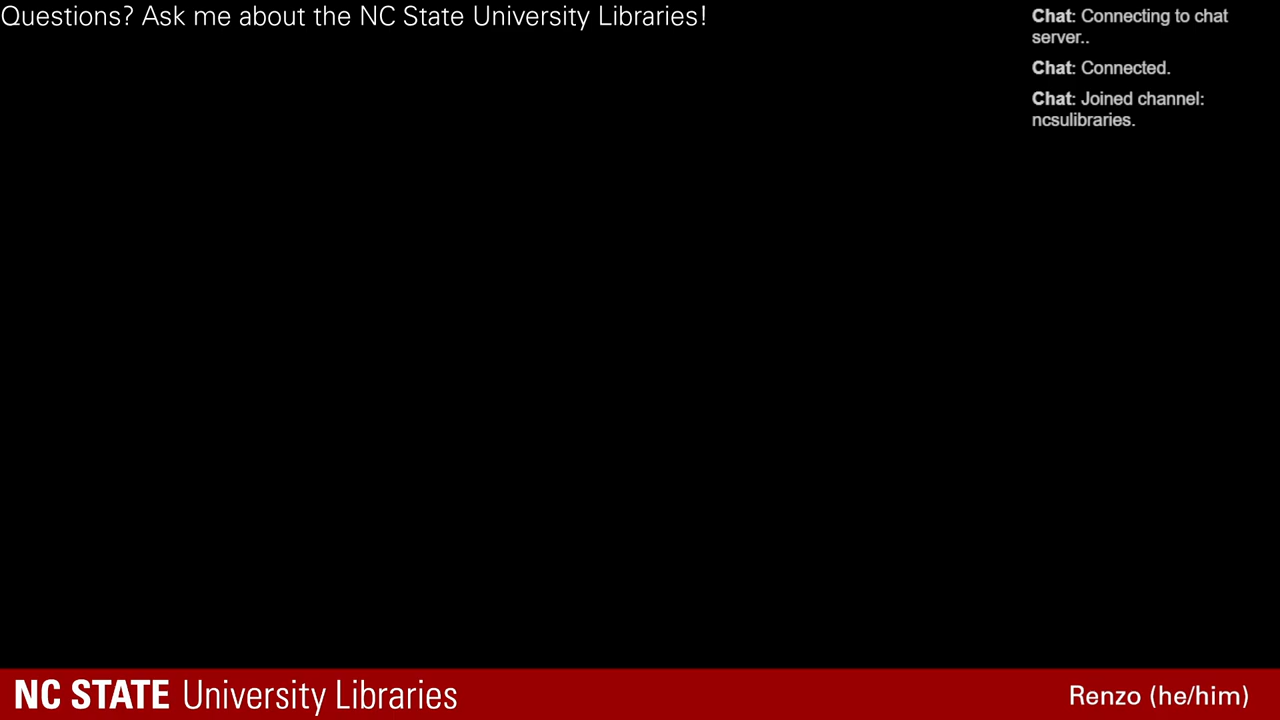 Questions? Ask me about the NC State University Libraries!
Chat: Connecting to chat
server..
Chat: Connected.
Chat: Joined channel:
ncsulibraries.
NC STATE University Libraries
Renzo (he/him)